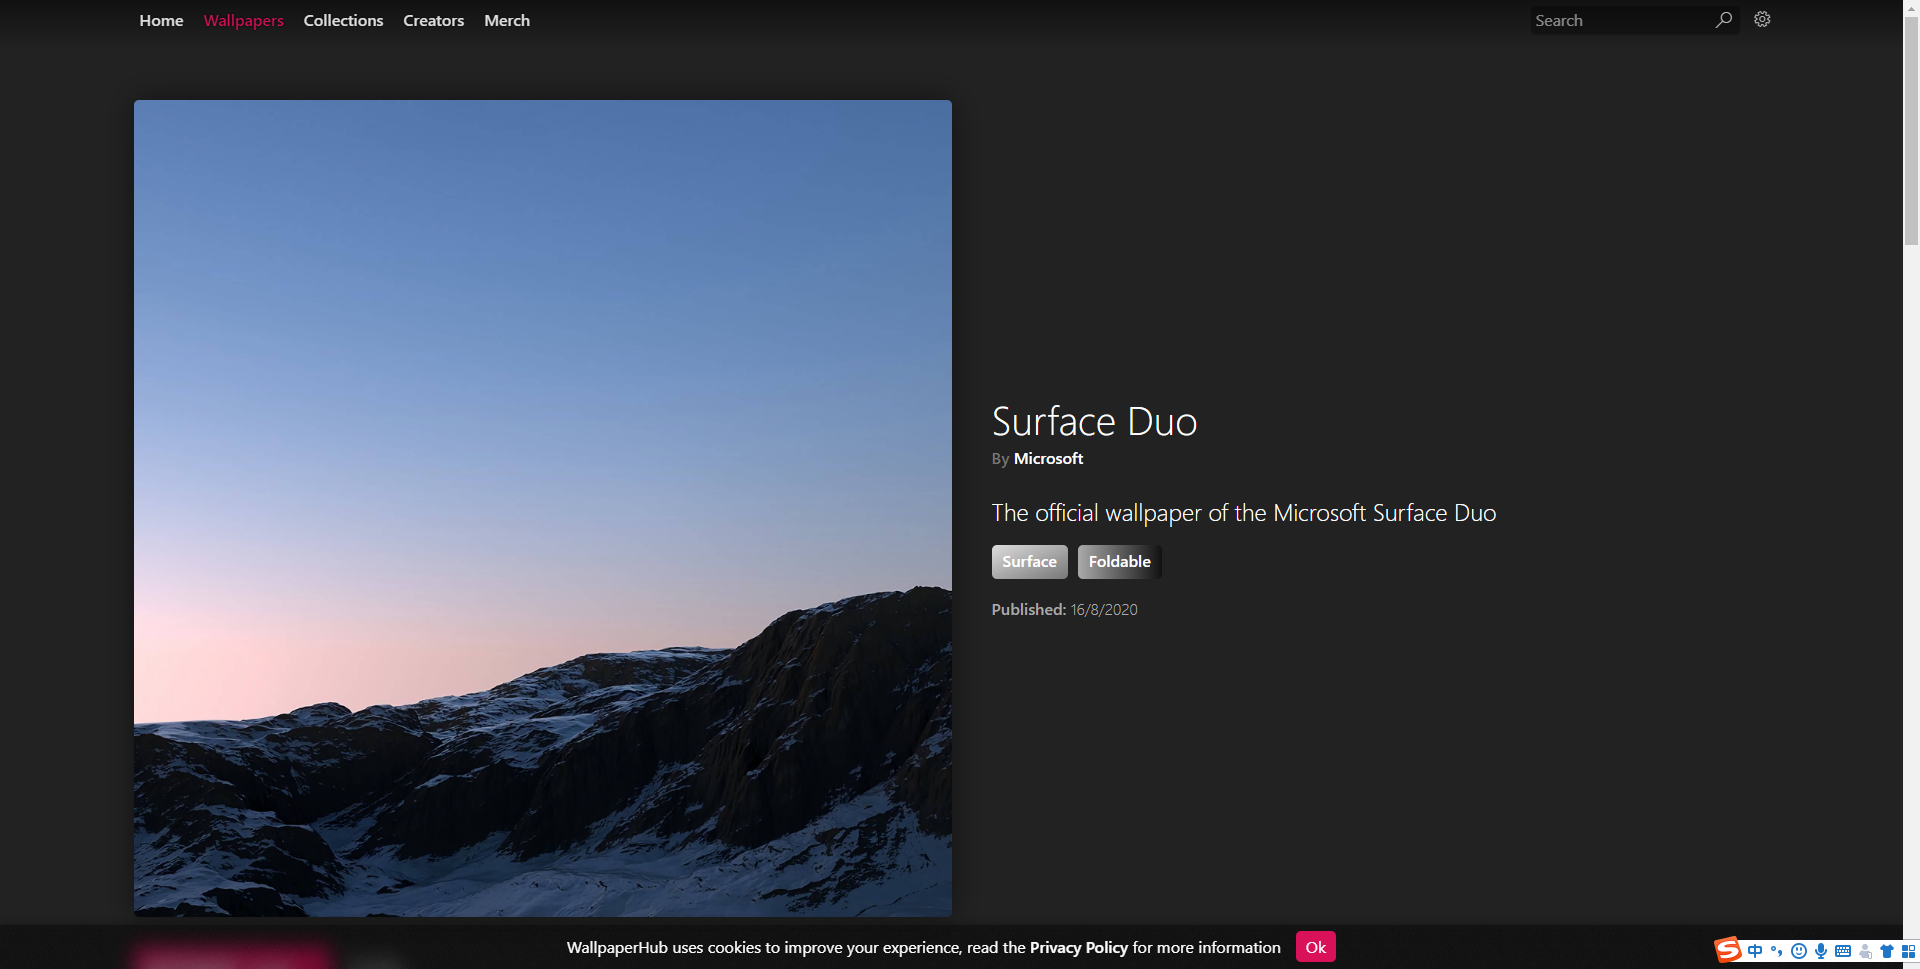 Home Wallpapers Collections Creators Merch Search
Surface Duo
By Microsoft
The official wallpaper of the Microsoft Surface Duo
Surface Foldable
Published: 16/8/2020
WallpaperHub uses cookies to improve your experience, read the Privacy Policy for more information Ok
S 中